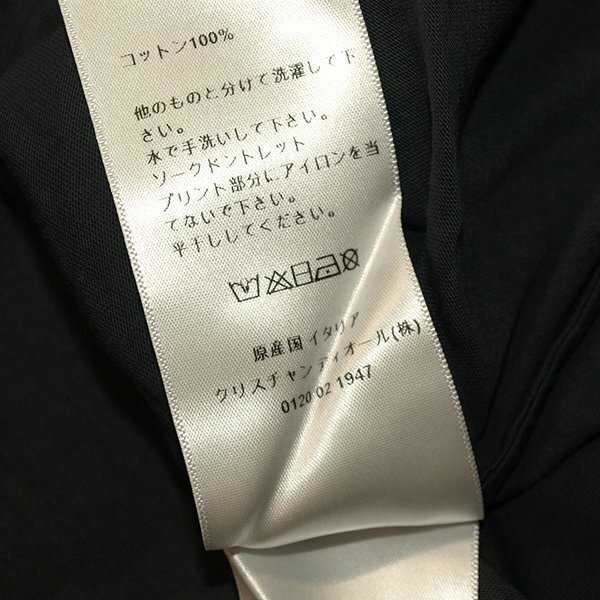 コットン100%
他のものと分けて洗濯して下
さい。
水で手洗いして下さい。
ソークドントレット
プリント部分にアイロンを当
てないで下さい。
平干ししてください。
原産国 イタリア
クリスチャンディオール(株)
0120 02 1947